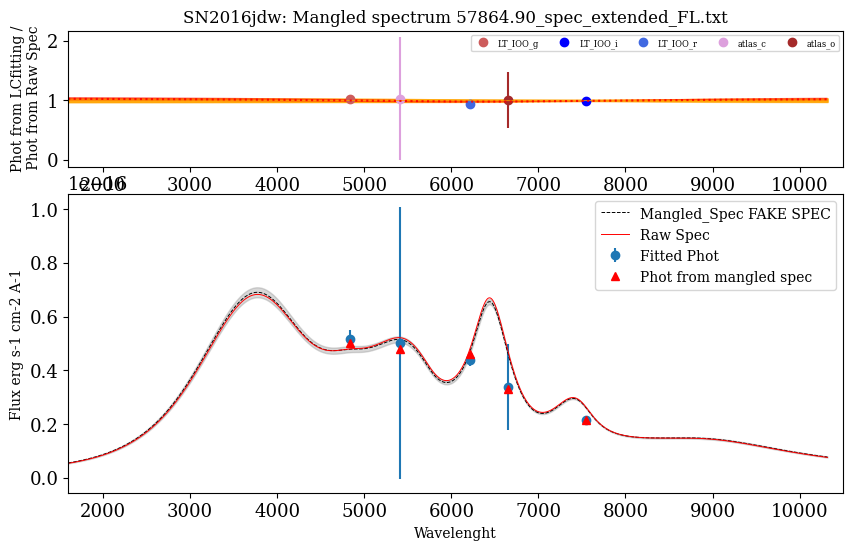 SN2016jdw: Mangled spectrum 57864.90_spec_extended_FL.txt
Phot from LCfitting /
Phot from Raw Spec
2
1
0
LT_IOO_g
LT_IOO_i
LT_IOO_r
atlas_c
atlas_o
2000 3000 4000 5000 6000 7000 8000 9000 10000
1e−16
Flux erg s-1 cm-2 A-1
1.0
0.8
0.6
0.4
0.2
0.0
Mangled_Spec FAKE SPEC
Raw Spec
Fitted Phot
Phot from mangled spec
2000 3000 4000 5000 6000 7000 8000 9000 10000
Wavelenght